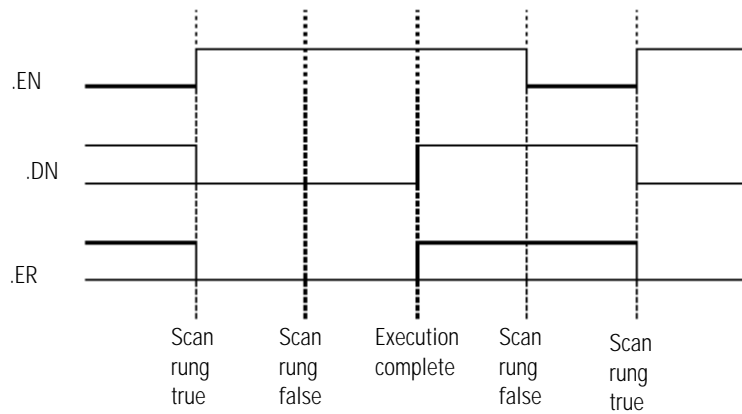 .EN
.DN
.ER
Scan
rung
true
Scan
rung
false
Execution
complete
Scan
rung
false
Scan
rung
true